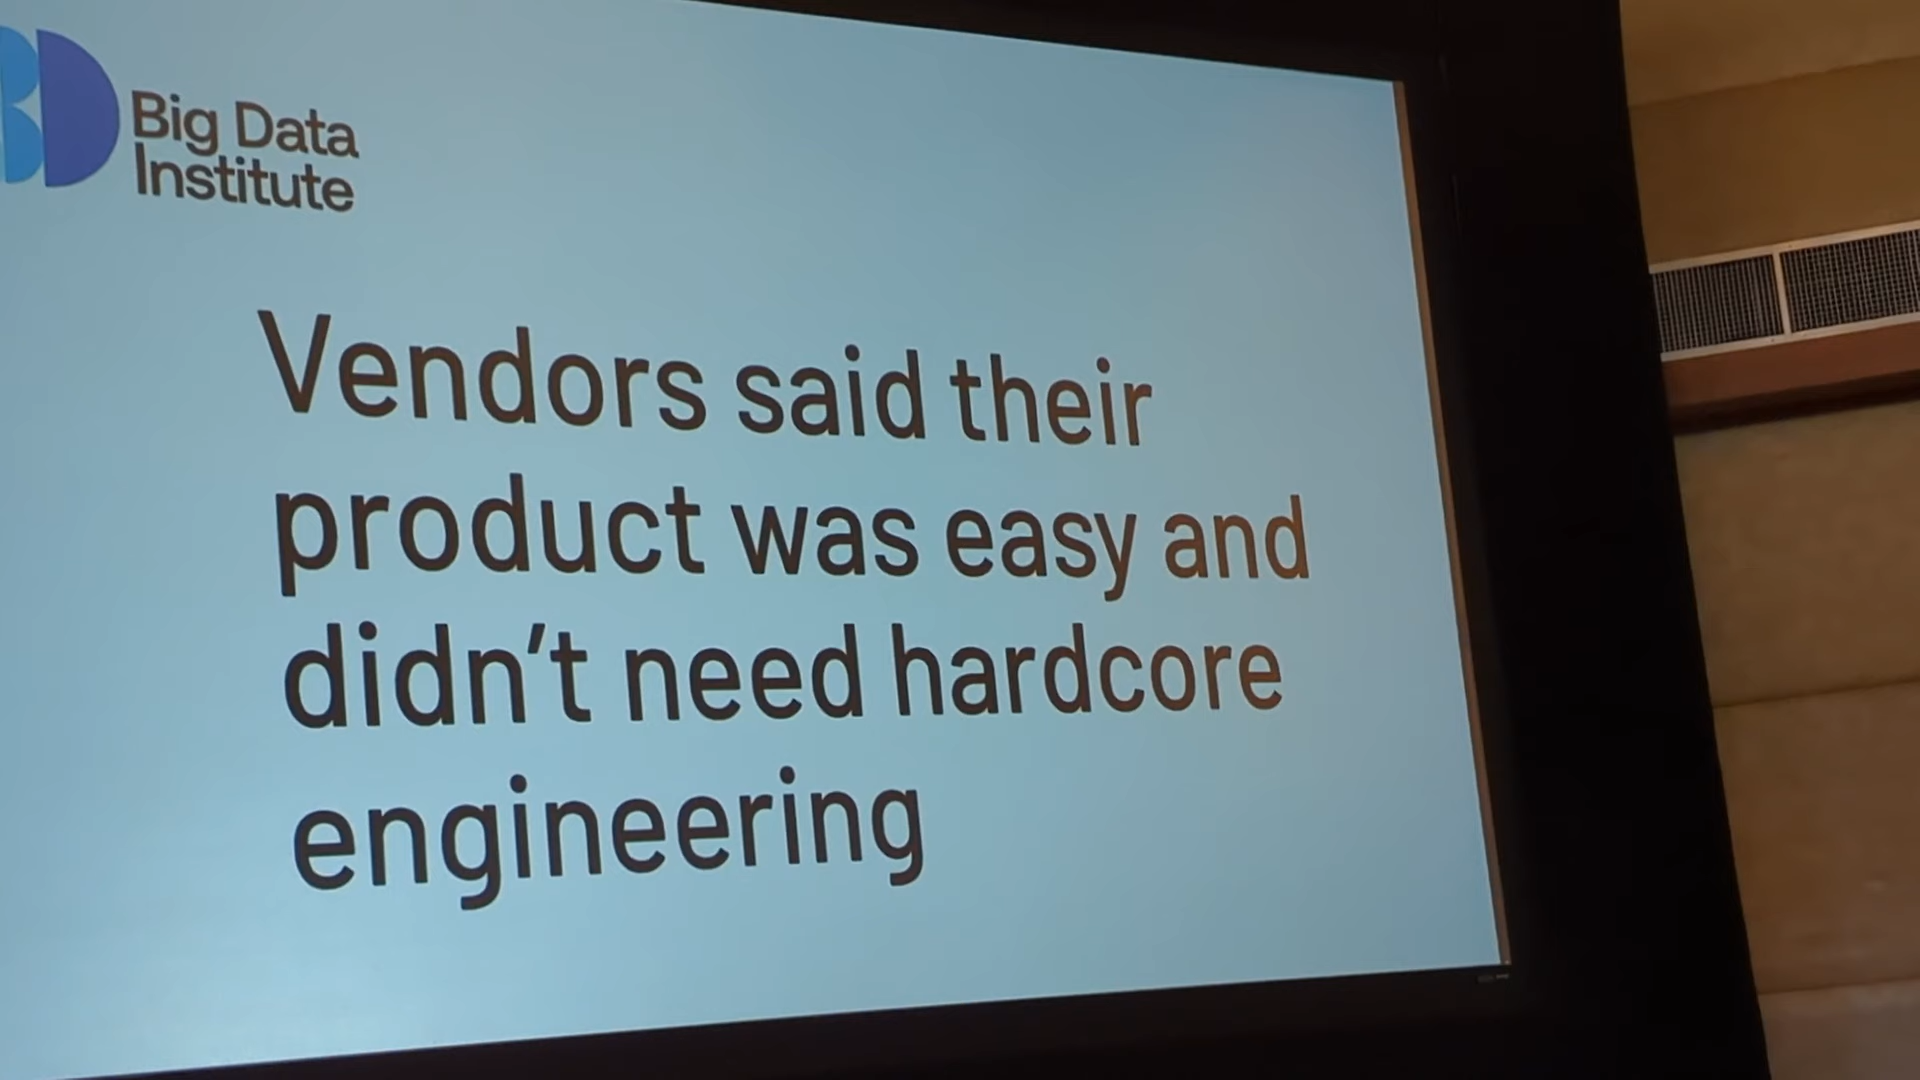 Big Data
Institute
Vendors said their
product was easy and
didn't need hardcore
engineering